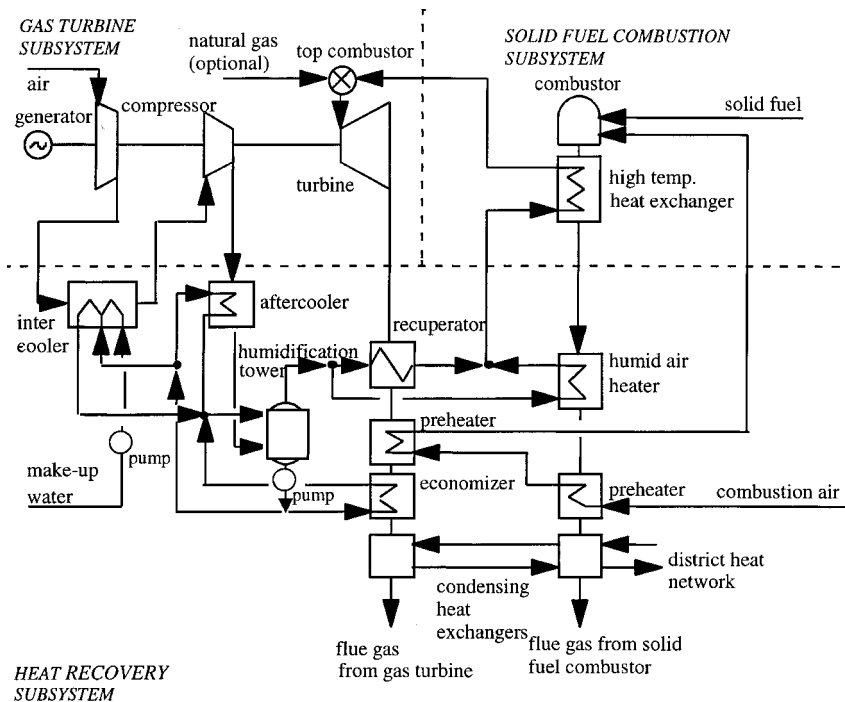 GAS TURBINE
SUBSYSTEM
natural gas
(optional)
top combustor
SOLID FUEL COMBUSTION
SUBSYSTEM
combustor
air
compressor
solid fuel
generator
turbine
high temp.
heat exchanger
inter
cooler
aftercooler
recuperator
humidification
tower
humid air
heater
preheater
pump
make-up
water
economizer
pump
preheater
combustion air
condensing
heat
exchangers
district heat
network
flue gas
from gas turbine
flue gas from solid
fuel combustor
HEAT RECOVERY
SUBSYSTEM